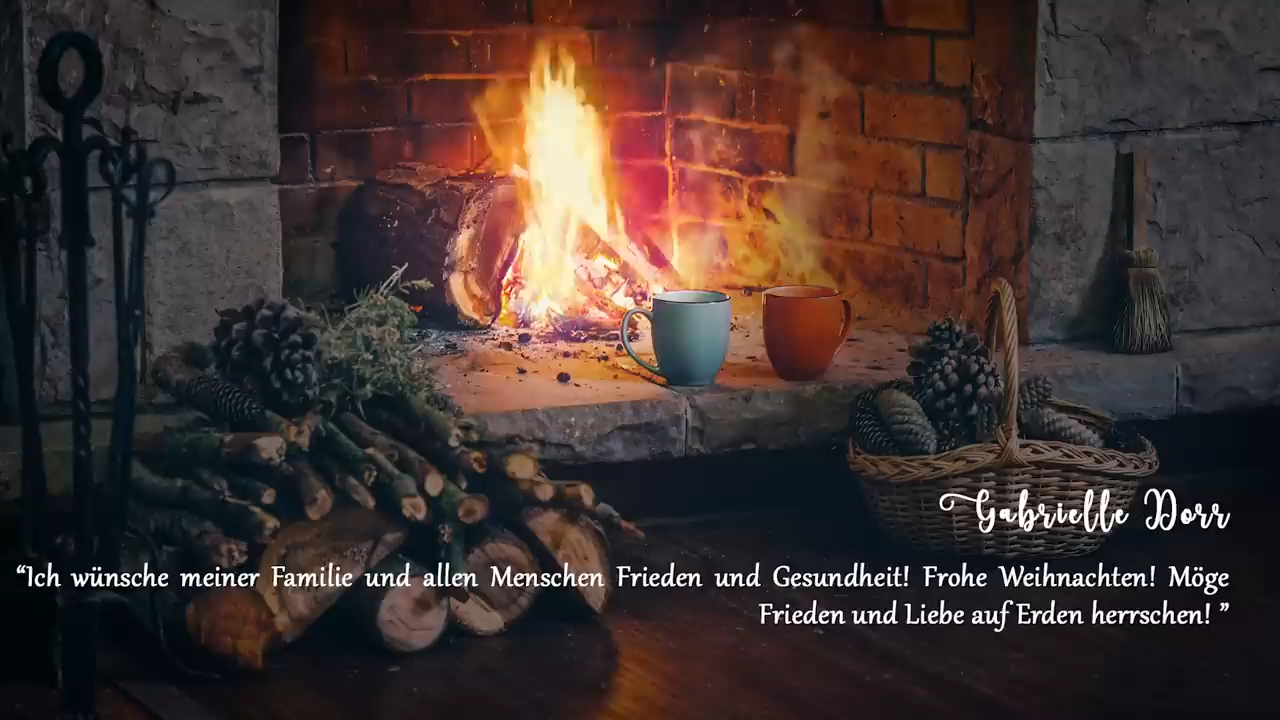 Gabrielle Dorr
“Ich wünsche meiner Familie und allen Menschen Frieden und Gesundheit! Frohe Weihnachten! Möge
Frieden und Liebe auf Erden herrschen! ”